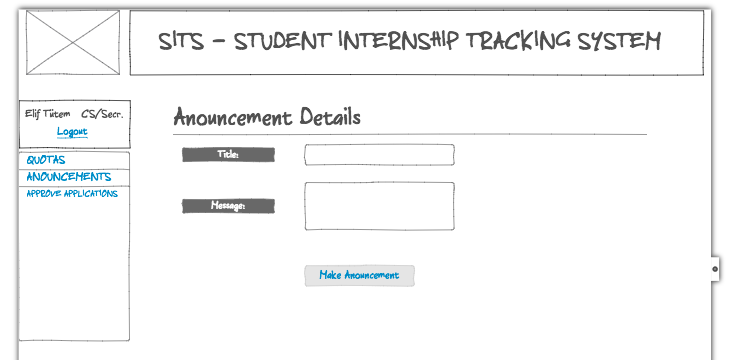 SITS - STUDENT INTERNSHIP TRACKING SYSTEM
Elif Tütem CS/Secr.
Logout
QUOTAS
ANOUNCEMENTS
APPROVE APPLICATIONS
Anouncement Details
Title:
Message:
Make Anouncement